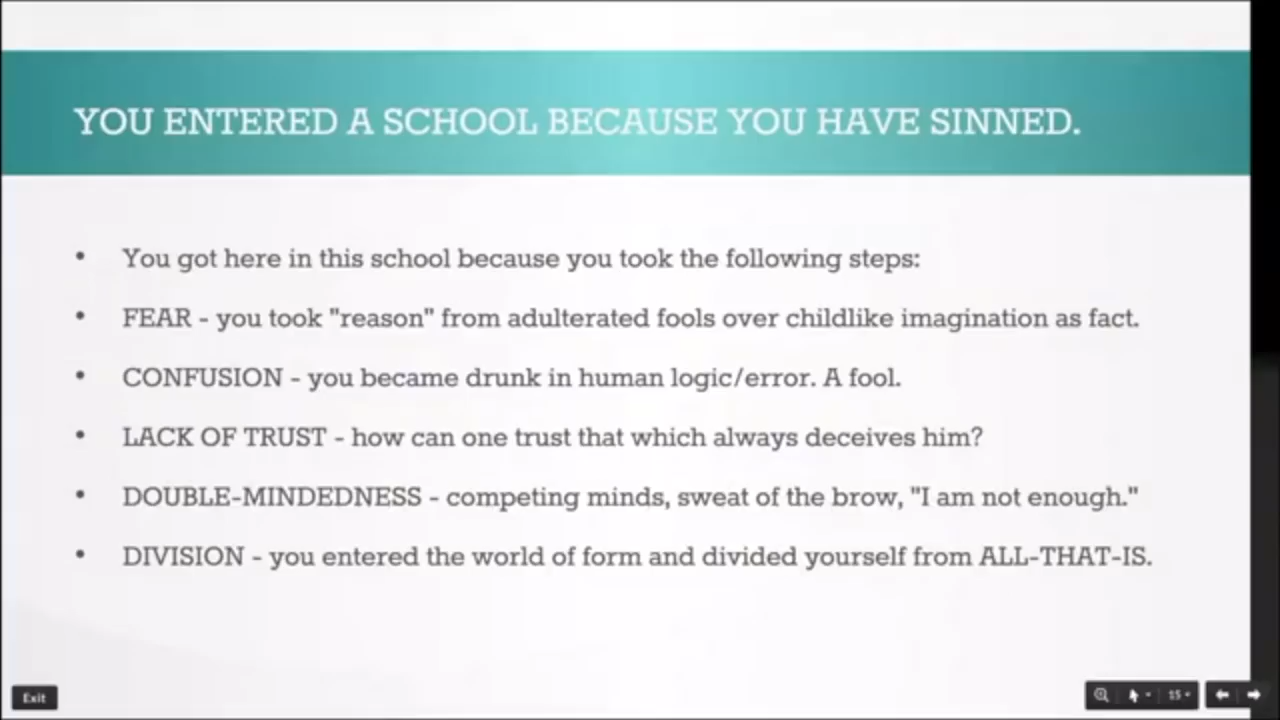 YOU ENTERED A SCHOOL BECAUSE YOU HAVE SINNED.
• You got here in this school because you took the following steps:
• FEAR - you took "reason" from adulterated fools over childlike imagination as fact.
• CONFUSION - you became drunk in human logic/error. A fool.
• LACK OF TRUST - how can one trust that which always deceives him?
• DOUBLE-MINDEDNESS - competing minds, sweat of the brow, "I am not enough."
• DIVISION - you entered the world of form and divided yourself from ALL-THAT-IS.
Exit
15